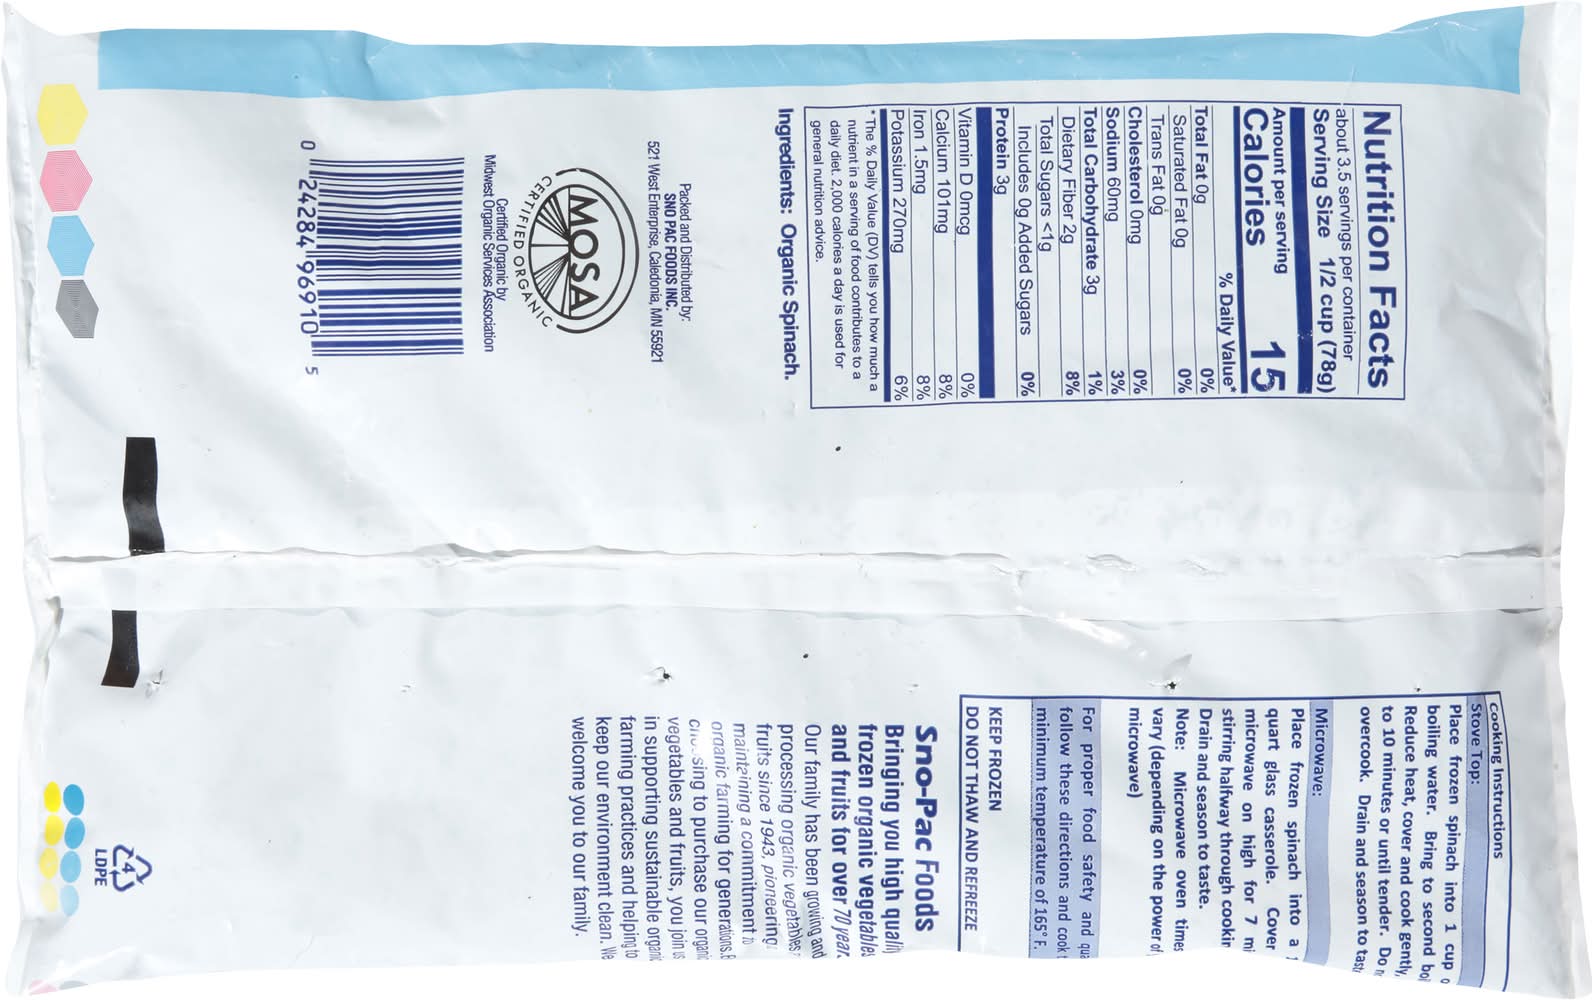 Nutrition Facts
about 3.5 servings per container
Serving Size 1/2 cup (78g)
Amount per serving
Calories 15
% Daily Value*
Total Fat 0g 0%
Saturated Fat 0g 0%
Trans Fat 0g
Cholesterol 0mg 0%
Sodium 60mg 3%
Total Carbohydrate 3g 1%
Dietary Fiber 2g 8%
Total Sugars <1g
Includes 0g Added Sugars 0%
Protein 3g
Vitamin D 0mcg 0%
Calcium 101mg 8%
Iron 1.5mg 8%
Potassium 270mg 6%
* The % Daily Value (DV) tells you how much a
nutrient in a serving of food contributes to a
daily diet. 2,000 calories a day is used for
general nutrition advice.
Ingredients: Organic Spinach.
Packed and Distributed by:
SNO PAC FOODS INC.
521 West Enterprise, Caledonia, MN 55921
MOSA
CERTIFIED ORGANIC
Certified Organic by
Midwest Organic Services Association
0 24284 96910 5
Cooking Instructions
Stove Top:
Place frozen spinach into 1 cup
boiling water. Bring to second
Reduce heat, cover and cook gently,
to 10 minutes or until tender. Do
overcook. Drain and season to
Microwave:
Place frozen spinach into a
quart glass casserole. Cover
microwave on high for 7
stirring halfway through
Drain and season to taste.
Note: Microwave oven times
vary (depending on the power of
microwave)
For proper food safety and
follow these directions and cook
minimum temperature of 165° F.
KEEP FROZEN
DO NOT THAW AND REFREEZE
Sno-Pac Foods
Bringing you high
frozen organic vegetables
and fruits for over 70
Our family has been growing and
processing organic vegetables
fruits since 1943, pioneering
maintaining a commitment
organic farming for generations.
to purchase our
vegetables and fruits, you join
in supporting sustainable
farming practices and helping to
keep our environment clean. We
welcome you to our family.
4
LDPE